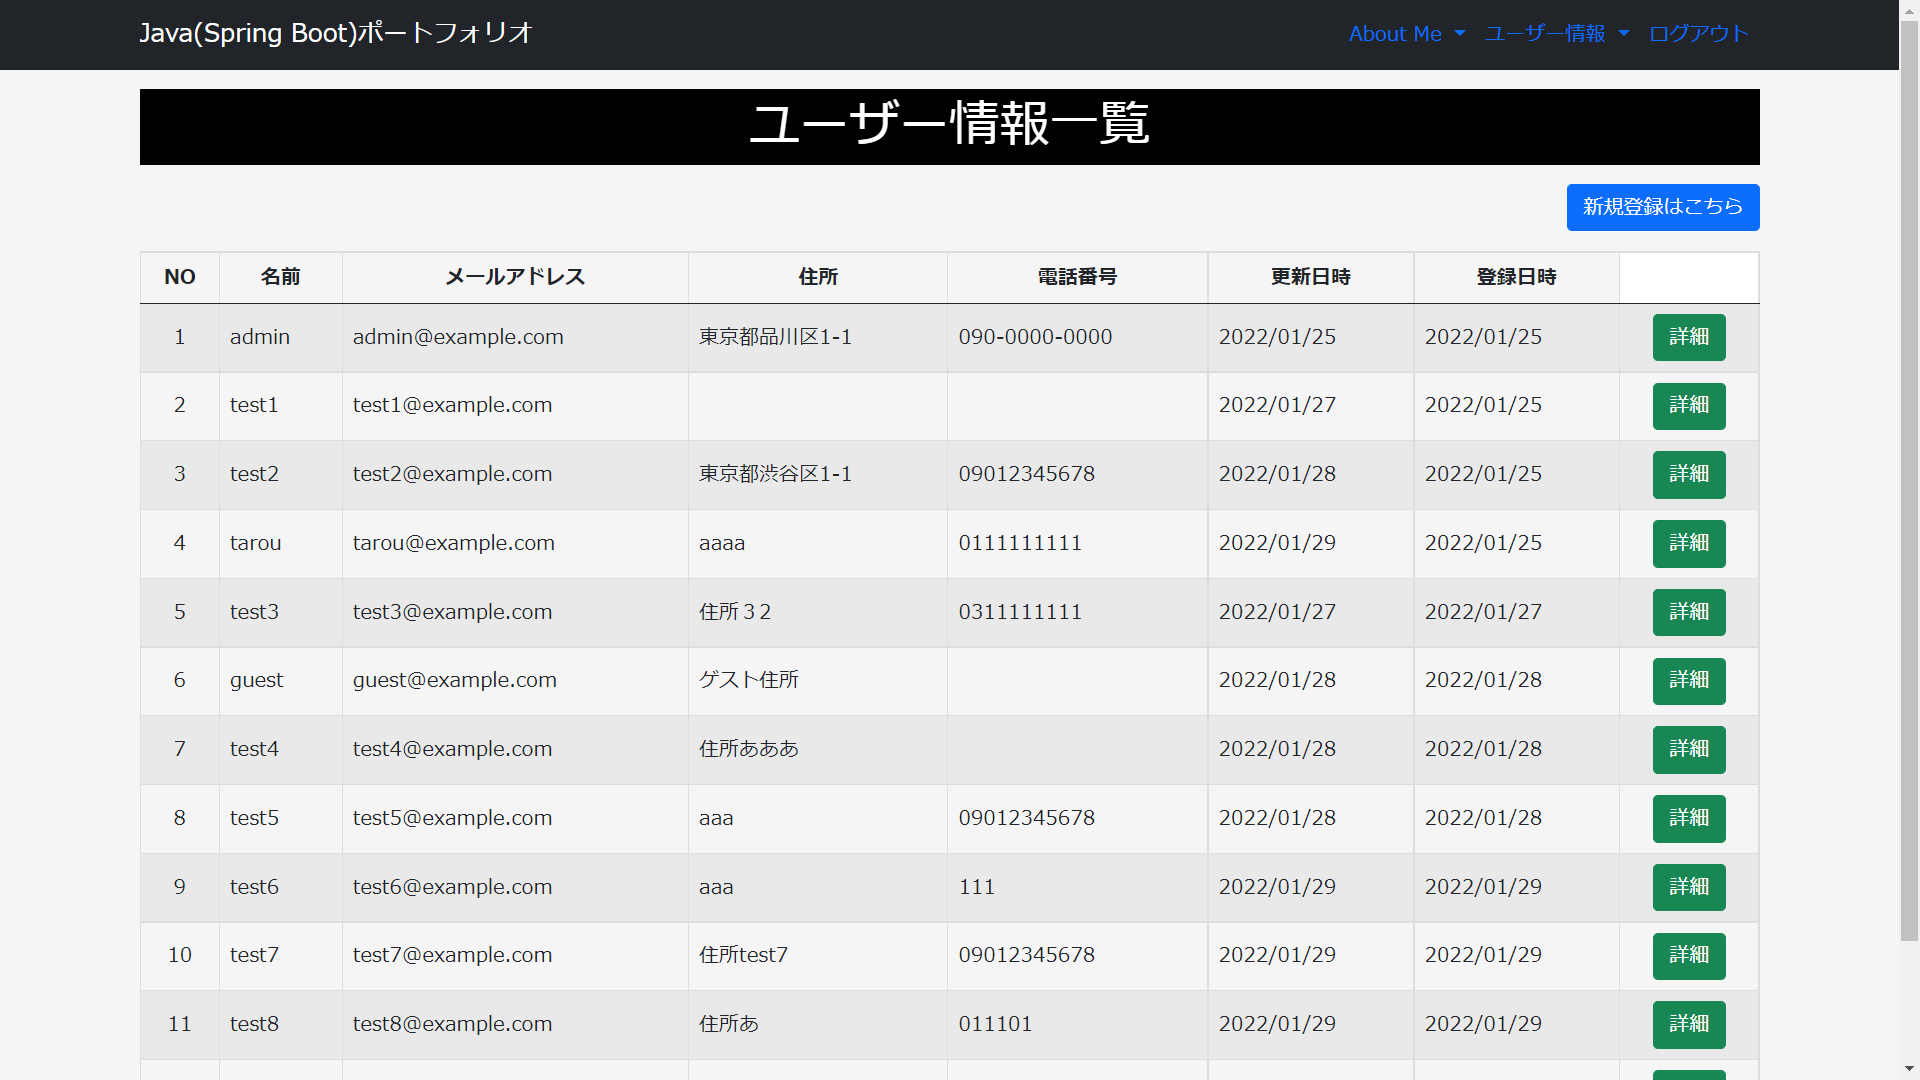 Java(Spring Boot)ポートフォリオ About Me ユーザー情報 ログアウト
ユーザー情報一覧
新規登録はこちら
NO 名前 メールアドレス 住所 電話番号 更新日時 登録日時
1 admin admin@example.com 東京都品川区1-1 090-0000-0000 2022/01/25 2022/01/25 詳細
2 test1 test1@example.com 2022/01/27 2022/01/25 詳細
3 test2 test2@example.com 東京都渋谷区1-1 09012345678 2022/01/28 2022/01/25 詳細
4 tarou tarou@example.com aaaa 0111111111 2022/01/29 2022/01/25 詳細
5 test3 test3@example.com 住所３２ 0311111111 2022/01/27 2022/01/27 詳細
6 guest guest@example.com ゲスト住所 2022/01/28 2022/01/28 詳細
7 test4 test4@example.com 住所あああ 2022/01/28 2022/01/28 詳細
8 test5 test5@example.com aaa 09012345678 2022/01/28 2022/01/28 詳細
9 test6 test6@example.com aaa 111 2022/01/29 2022/01/29 詳細
10 test7 test7@example.com 住所test7 09012345678 2022/01/29 2022/01/29 詳細
11 test8 test8@example.com 住所あ 011101 2022/01/29 2022/01/29 詳細